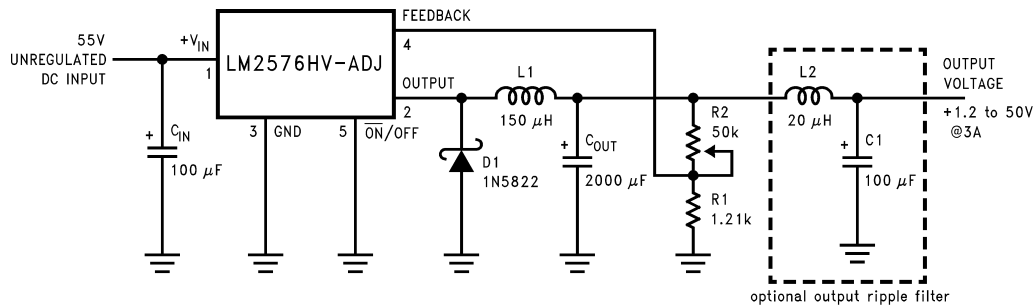 FEEDBACK
4
55V
UNREGULATED
DC INPUT
+VIN
1
LM2576HV-ADJ
OUTPUT
2
3 GND
5 ON/OFF
+ CIN
100 µF
D1
1N5822
L1
150 µH
+ COUT
2000 µF
R2
50k
R1
1.21k
L2
20 µH
+ C1
100 µF
OUTPUT
VOLTAGE
+1.2 to 50V
@3A
optional output ripple filter